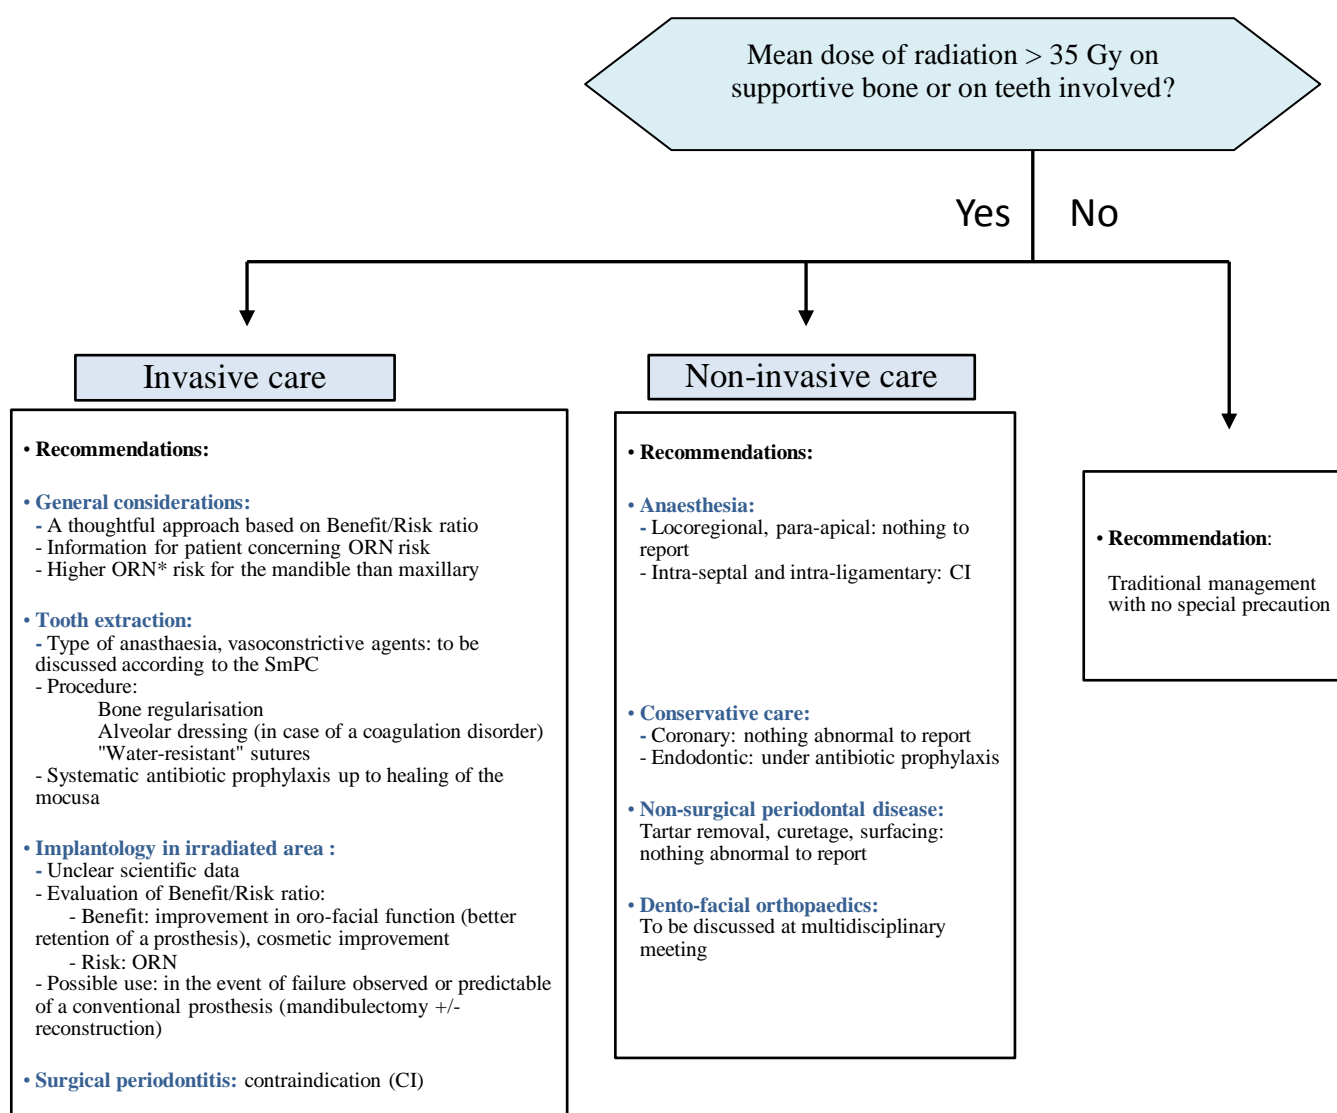 Mean dose of radiation > 35 Gy on
supportive bone or on teeth involved?
Yes
No
Invasive care
• Recommendations:
• General considerations:
- A thoughtful approach based on Benefit/Risk ratio
- Information for patient concerning ORN risk
- Higher ORN* risk for the mandible than maxillary
• Tooth extraction:
- Type of anasthaesia, vasoconstrictive agents: to be
discussed according to the SmPC
- Procedure:
Bone regularisation
Alveolar dressing (in case of a coagulation disorder)
"Water-resistant" sutures
- Systematic antibiotic prophylaxis up to healing of the
mocusa
• Implantology in irradiated area :
- Unclear scientific data
- Evaluation of Benefit/Risk ratio:
- Benefit: improvement in oro-facial function (better
retention of a prosthesis), cosmetic improvement
- Risk: ORN
- Possible use: in the event of failure observed or predictable
of a conventional prosthesis (mandibulectomy +/-
reconstruction)
• Surgical periodontitis: contraindication (CI)
Non-invasive care
• Recommendations:
• Anaesthesia:
- Locoregional, para-apical: nothing to
report
- Intra-septal and intra-ligamentary: CI
• Conservative care:
- Coronary: nothing abnormal to report
- Endodontic: under antibiotic prophylaxis
• Non-surgical periodontal disease:
Tartar removal, curetage, surfacing:
nothing abnormal to report
• Dento-facial orthopaedics:
To be discussed at multidisciplinary
meeting
• Recommendation:
Traditional management
with no special precaution